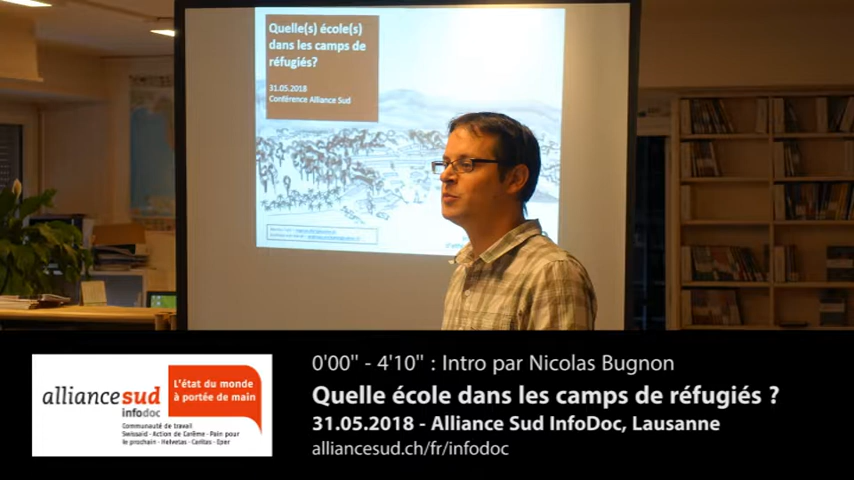 Quelle(s) école(s)
dans les camps de
réfugiés?
31.05.2018
Conférence Alliance Sud
alliancesud
infodoc
L'état du monde
à portée de main
Communauté de travail
Swissaid · Action de Carême · Pain pour
le prochain · Helvetas · Caritas · Eper
0'00'' - 4'10'' : Intro par Nicolas Bugnon
Quelle école dans les camps de réfugiés ?
31.05.2018 - Alliance Sud InfoDoc, Lausanne
alliancesud.ch/fr/infodoc